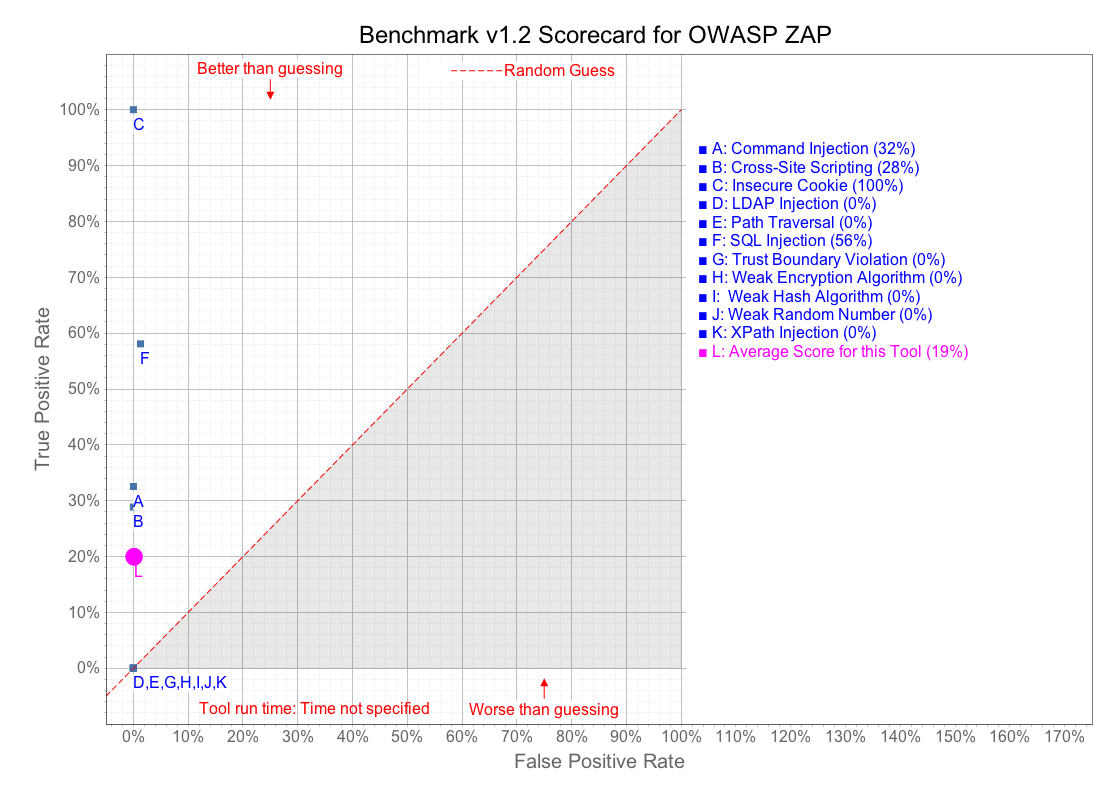 Benchmark v1.2 Scorecard for OWASP ZAP
Better than guessing
Random Guess
100%
90%
80%
70%
60%
50%
40%
30%
20%
10%
0%
True Positive Rate
C
F
A
B
L
D,E,G,H,I,J,K
A: Command Injection (32%)
B: Cross-Site Scripting (28%)
C: Insecure Cookie (100%)
D: LDAP Injection (0%)
E: Path Traversal (0%)
F: SQL Injection (56%)
G: Trust Boundary Violation (0%)
H: Weak Encryption Algorithm (0%)
I:  Weak Hash Algorithm (0%)
J: Weak Random Number (0%)
K: XPath Injection (0%)
L: Average Score for this Tool (19%)
Tool run time: Time not specified
Worse than guessing
0% 10% 20% 30% 40% 50% 60% 70% 80% 90% 100% 110% 120% 130% 140% 150% 160% 170%
False Positive Rate